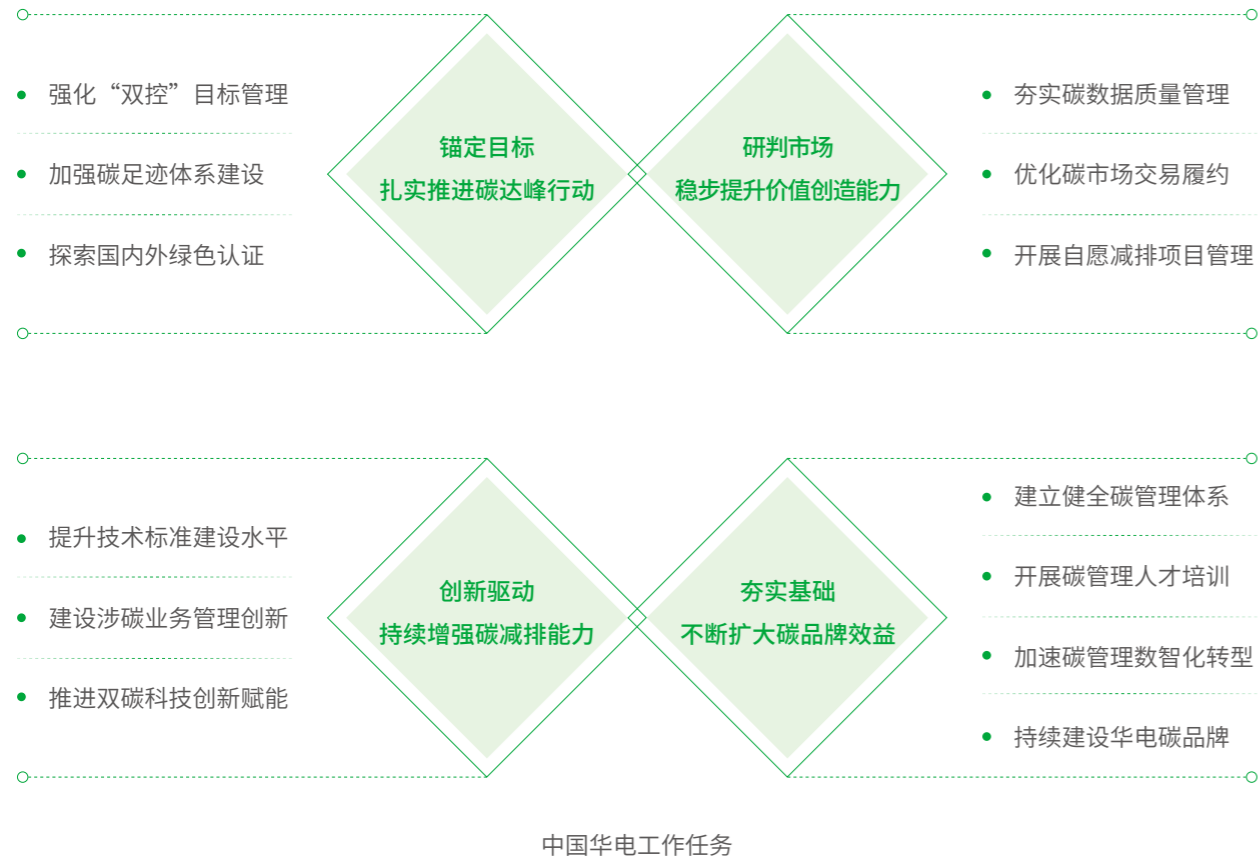 强化“双控”目标管理
加强碳足迹体系建设
探索国内外绿色认证
锚定目标
扎实推进碳达峰行动
研判市场
稳步提升价值创造能力
夯实碳数据质量管理
优化碳市场交易履约
开展自愿减排项目管理
提升技术标准建设水平
建设涉碳业务管理创新
推进双碳科技创新赋能
创新驱动
持续增强碳减排能力
夯实基础
不断扩大碳品牌效益
建立健全碳管理体系
开展碳管理人才培训
加速碳管理数智化转型
持续建设华电碳品牌
中国华电工作任务